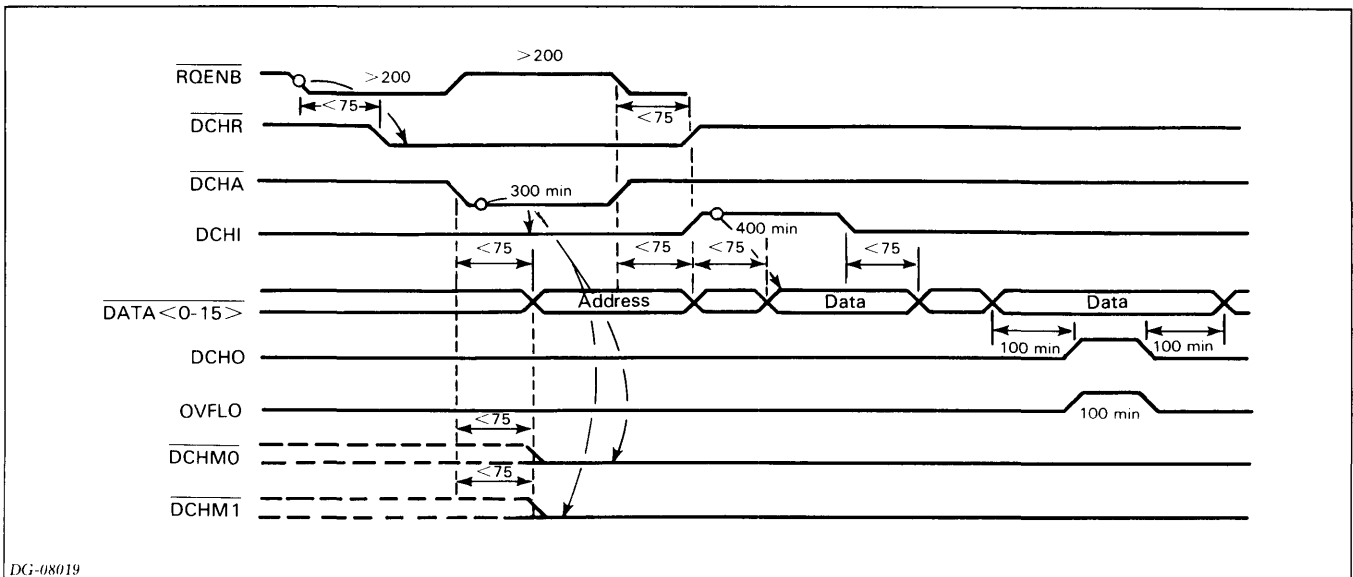 >200
RQENB
>200
<75
<75
DCHR
DCHA
300 min
DCHI
400 min
<75
<75
<75
<75
DATA<0-15>
Address
Data
Data
100 min
100 min
DCHO
OVFLO
100 min
<75
DCHM0
<75
DCHM1
DG-08019